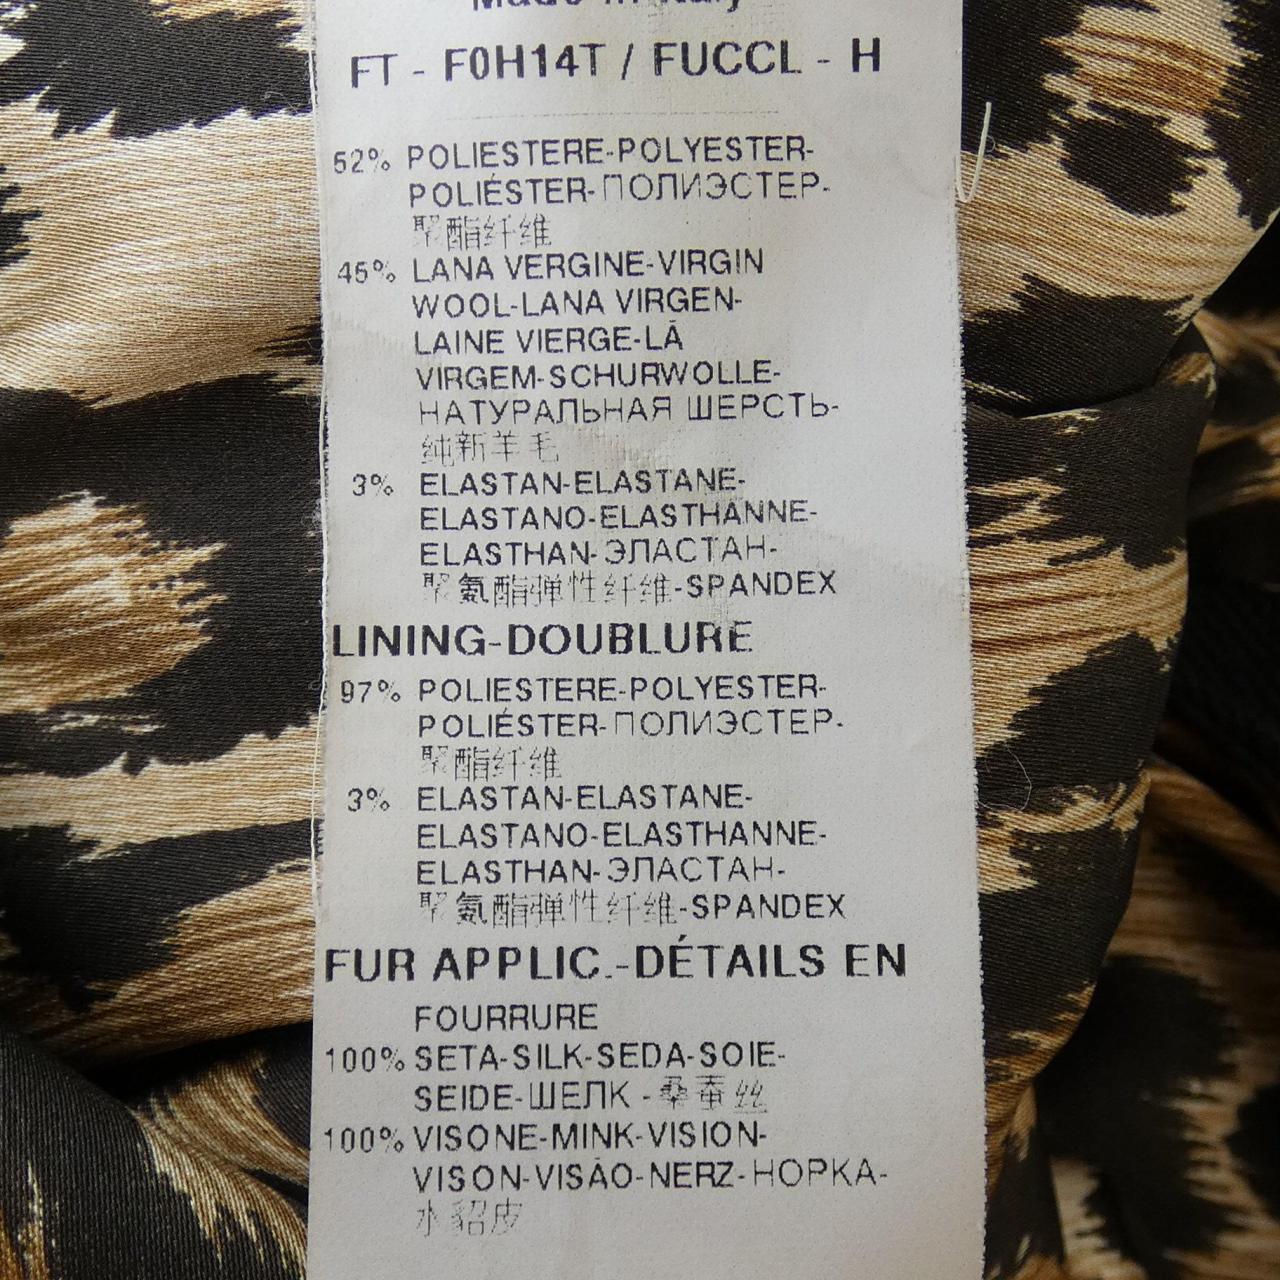 Made in Italy
FT - F0H14T / FUCCL - H
52% POLIESTERE-POLYESTER-
POLIÉSTER-ПОЛИЭСТЕР-
聚酯纤维
45% LANA VERGINE-VIRGIN
WOOL-LANA VIRGEN-
LAINE VIERGE-LÃ
VIRGEM-SCHURWOLLE-
НАТУРАЛЬНАЯ ШЕРСТЬ-
纯新羊毛
3% ELASTAN-ELASTANE-
ELASTANO-ELASTHANNE-
ELASTHAN-ЭЛАСТАН-
聚氨酯弹性纤维-SPANDEX
LINING-DOUBLURE
97% POLIESTERE-POLYESTER-
POLIÉSTER-ПОЛИЭСТЕР-
聚酯纤维
3% ELASTAN-ELASTANE-
ELASTANO-ELASTHANNE-
ELASTHAN-ЭЛАСТАН-
聚氨酯弹性纤维-SPANDEX
FUR APPLIC.-DÉTAILS EN
FOURRURE
100% SETA-SILK-SEDA-SOIE-
SEIDE-ШЕЛК -桑蚕丝
100% VISONE-MINK-VISION-
VISON-VISÃO-NERZ-НОРКА-
水貂皮